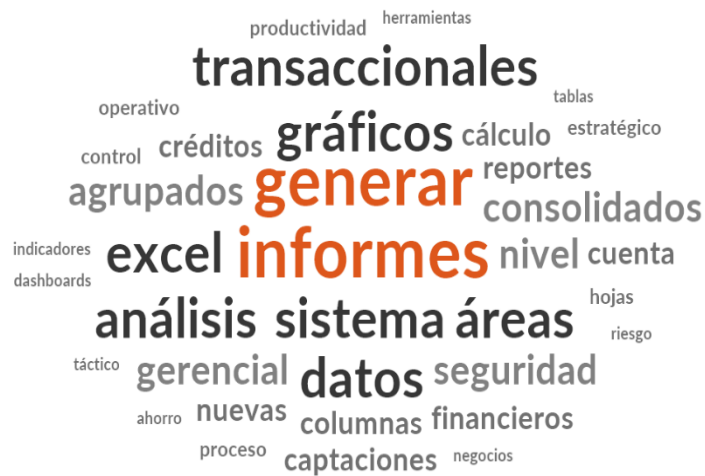 herramientas
productividad
transaccionales
tablas
operativo
gráficos
cálculo
estratégico
control
créditos
generar
reportes
agrupados
consolidados
indicadores
excel
informes
nivel
cuenta
dashboards
hojas
análisis
sistema
áreas
riesgo
táctico
gerencial
datos
seguridad
ahorro
nuevas
columnas
financieros
proceso
captaciones
negocios